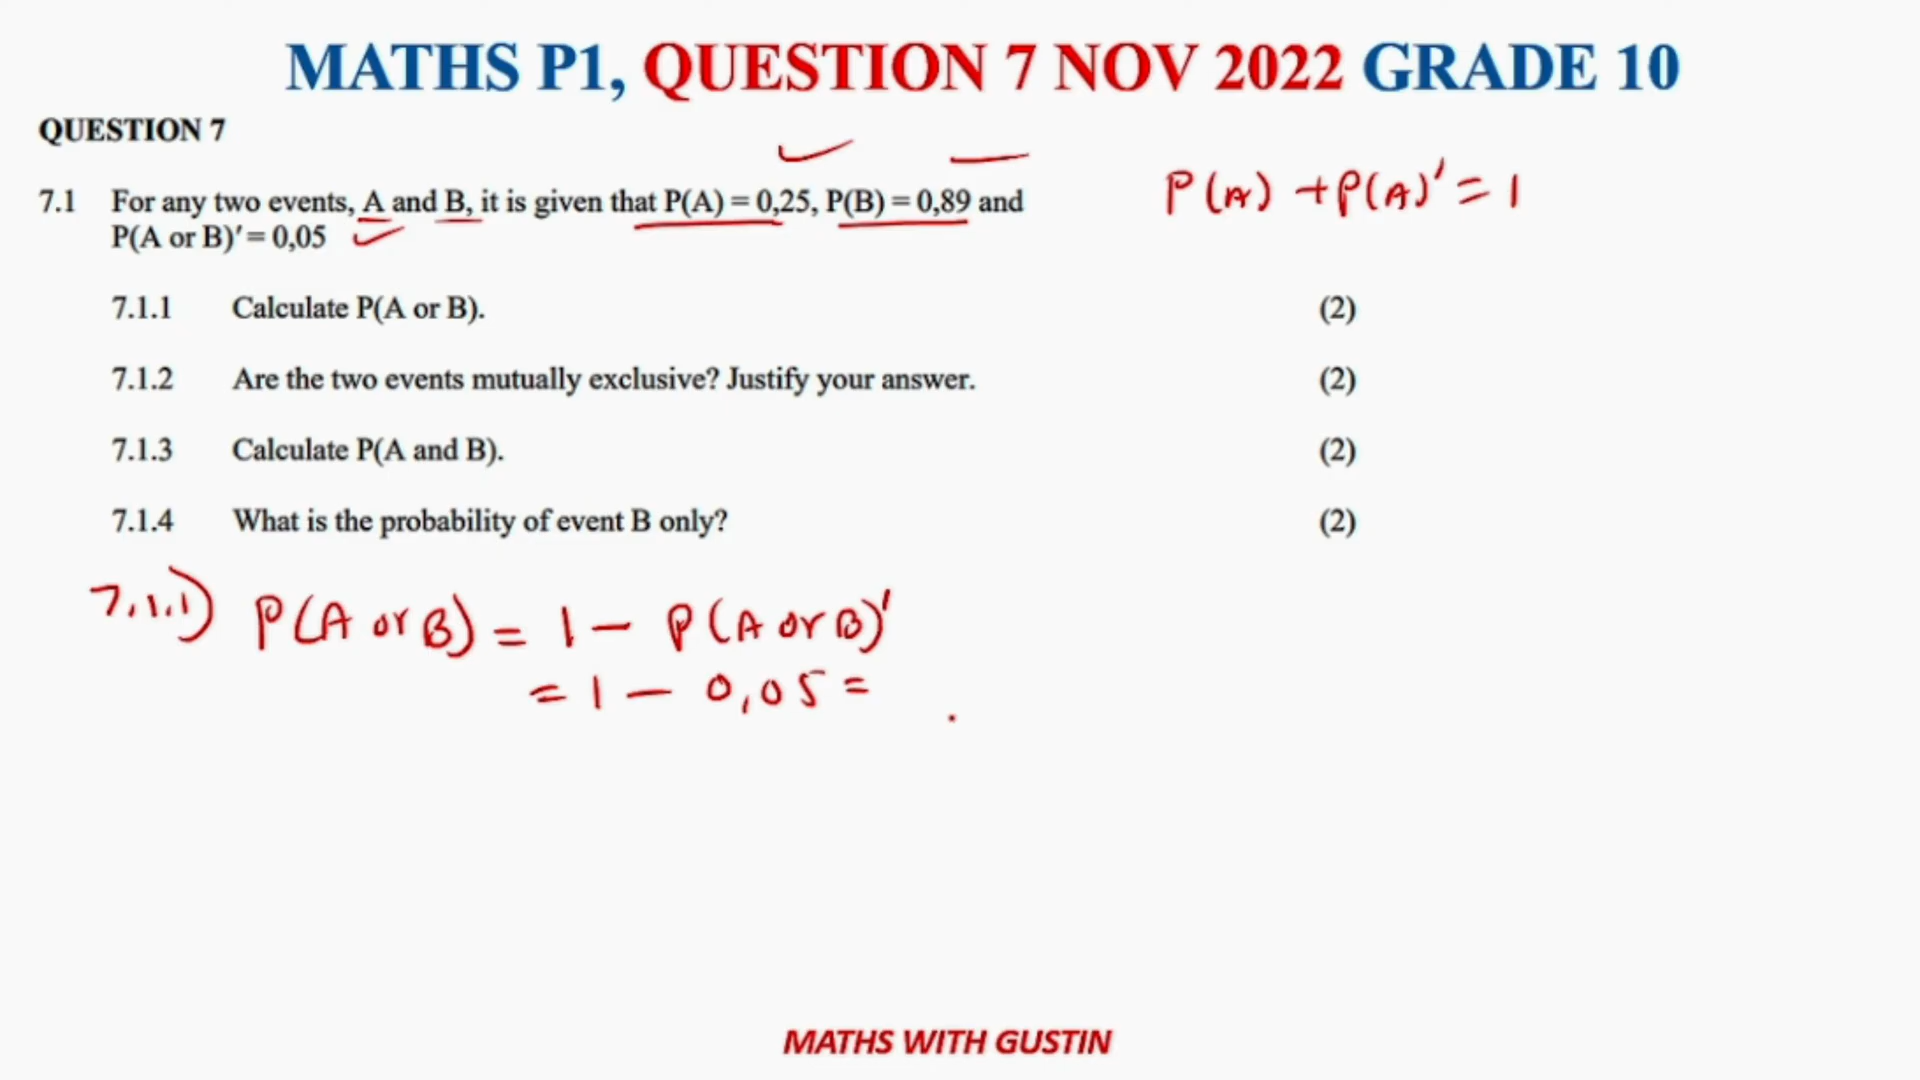 MATHS P1, QUESTION 7 NOV 2022 GRADE 10
QUESTION 7
7.1 For any two events, A and B, it is given that P(A) = 0,25, P(B) = 0,89 and
P(A or B)' = 0,05
P(A) + P(A)' = 1
7.1.1 Calculate P(A or B). (2)
7.1.2 Are the two events mutually exclusive? Justify your answer. (2)
7.1.3 Calculate P(A and B). (2)
7.1.4 What is the probability of event B only? (2)
7.1.1) P(A or B) = 1 - P(A or B)'
= 1 - 0,05 =
MATHS WITH GUSTIN